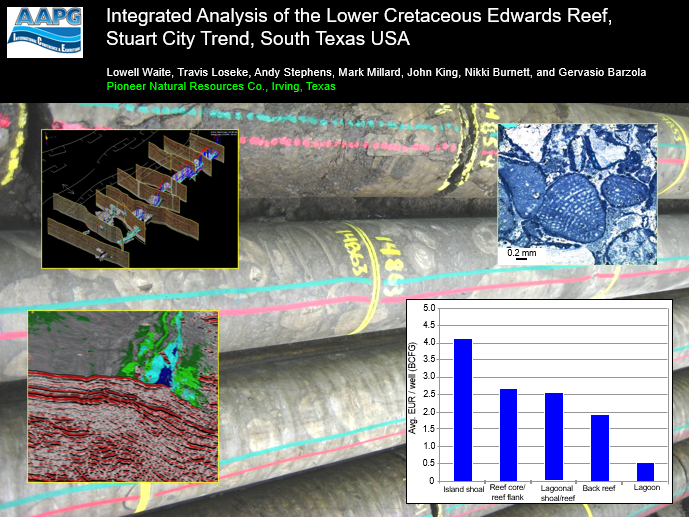 AAPG
INTERNATIONAL CONFERENCE & EXHIBITION
Integrated Analysis of the Lower Cretaceous Edwards Reef,
Stuart City Trend, South Texas USA
Lowell Waite, Travis Loseke, Andy Stephens, Mark Millard, John King, Nikki Burnett, and Gervasio Barzola
Pioneer Natural Resources Co., Irving, Texas
14863
14863
0.2 mm
Avg. EUR / well (BCFG)
5.0
4.5
4.0
3.5
3.0
2.5
2.0
1.5
1.0
0.5
0
Island shoal
Reef core/
reef flank
Lagoonal
shoal/reef
Back reef
Lagoon